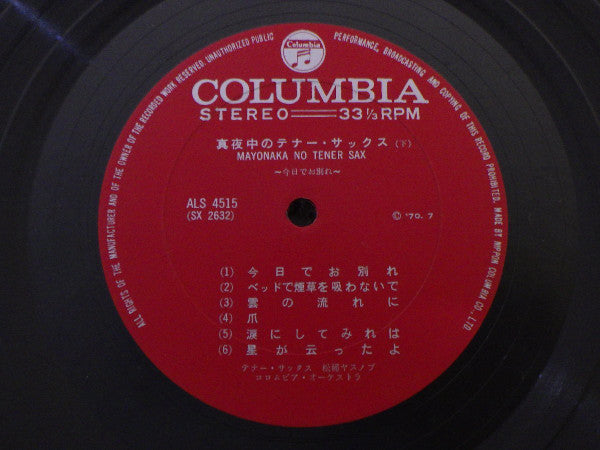 ALL RIGHTS OF THE MANUFACTURER AND OF THE OWNER OF THE RECORDED WORK RESERVED. UNAUTHORIZED PUBLIC PERFORMANCE, BROADCASTING AND COPYING OF THIS RECORD PROHIBITED. MADE BY NIPPON COLUMBIA CO., LTD.
Columbia
COLUMBIA
STEREO 33 1/3 RPM
真夜中のテナー・サックス (下)
MAYONAKA NO TENER SAX
〜今日でお別れ〜
ALS 4515
(SX 2632)
© '70. 7
(1) 今日でお別れ
(2) ベッドで煙草を吸わないで
(3) 雲の流れに
(4) 爪
(5) 涙にしてみれは
(6) 星が云ったよ
テナー・サックス 松岡ヤスノブ
コロムビア・オーケストラ